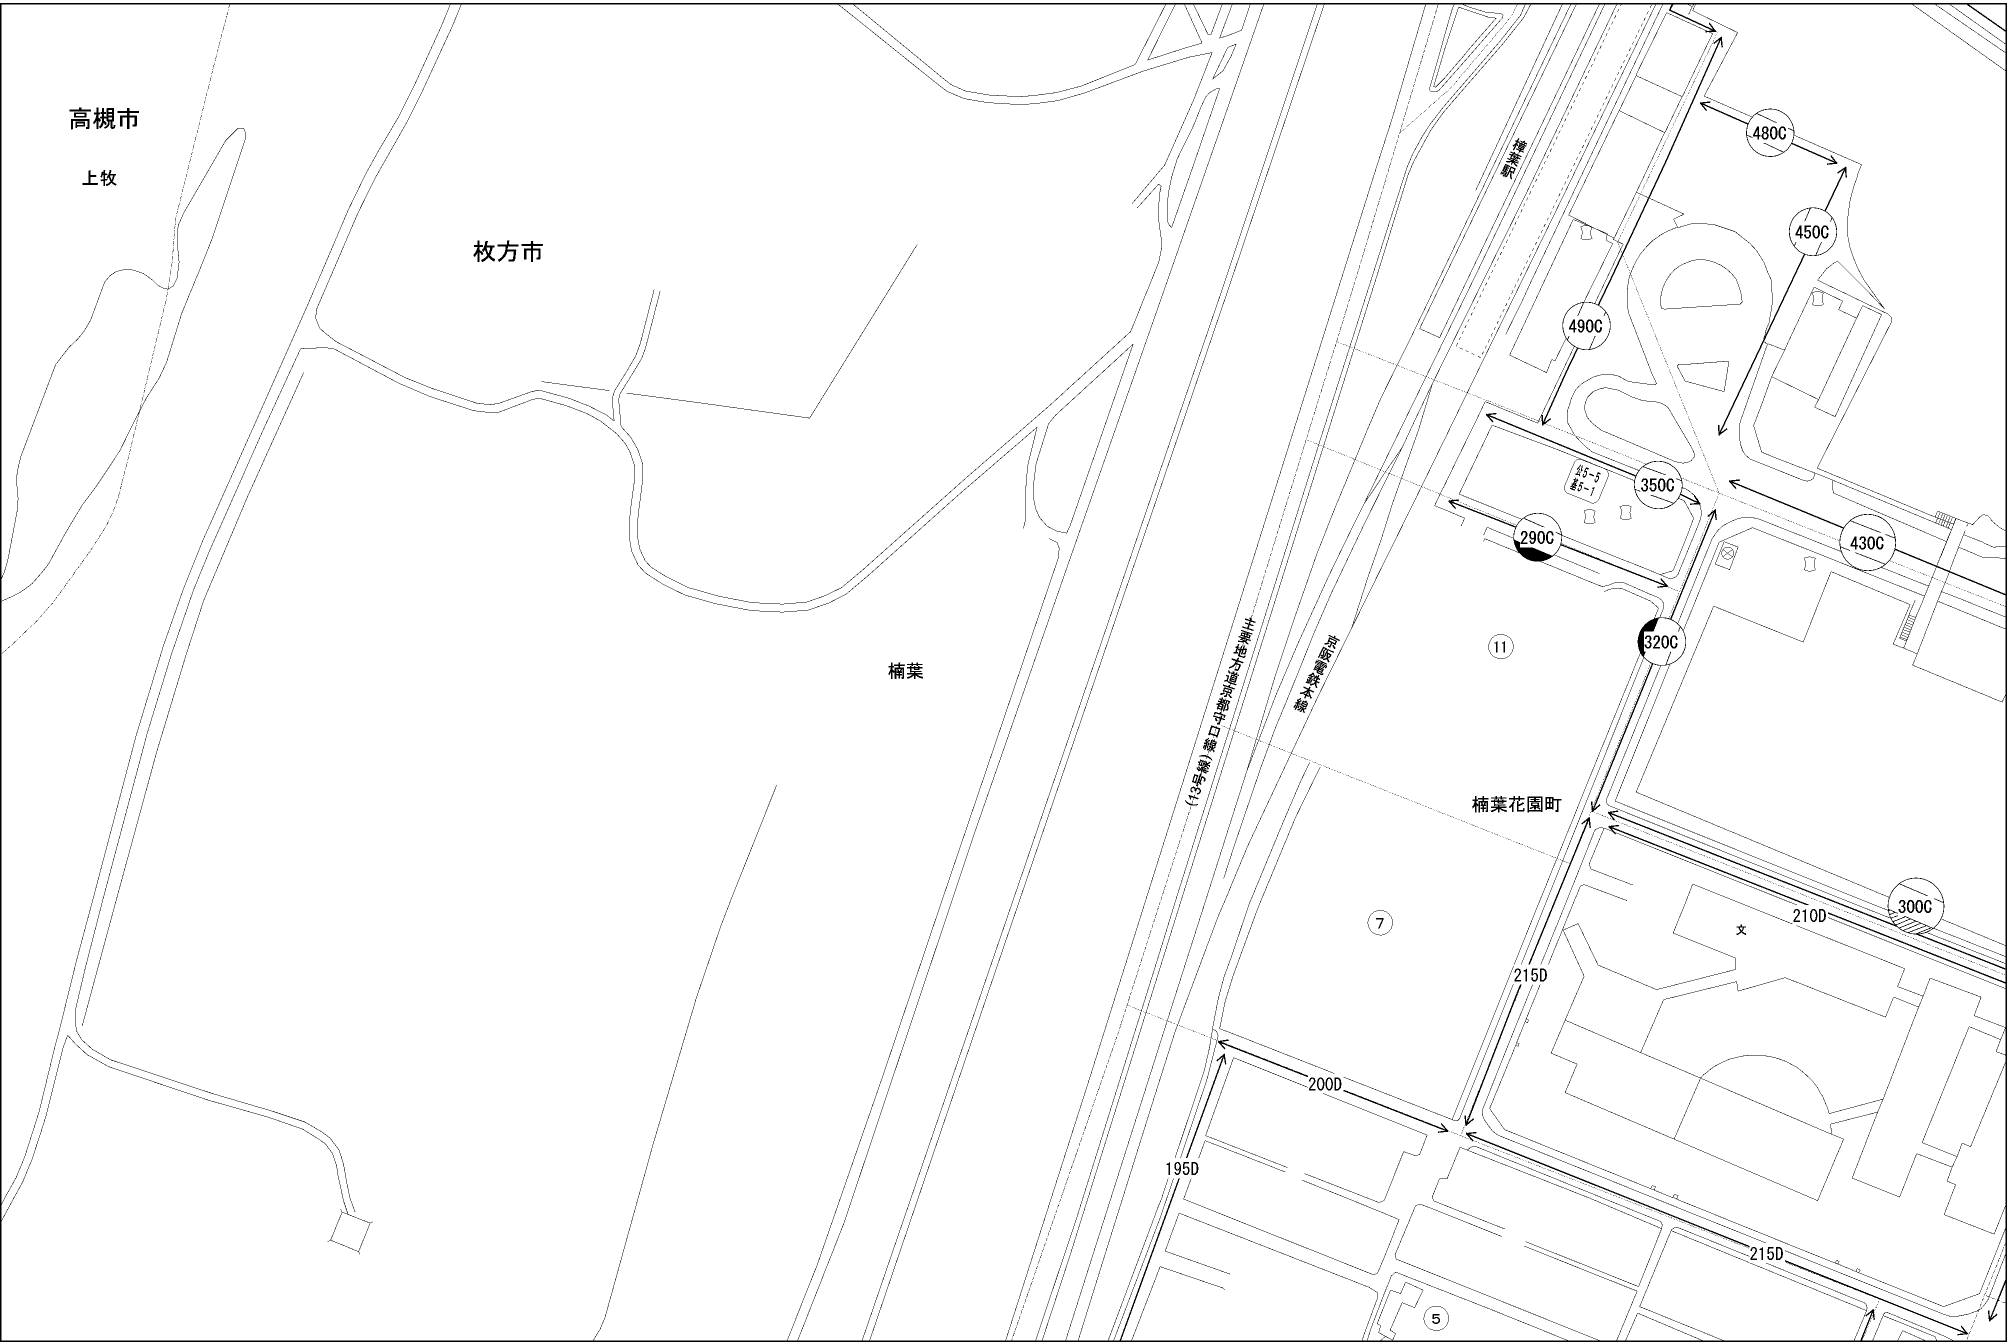 高槻市
上牧
枚方市
楠葉
主要地方道京都守口線
(13号線)
京阪電鉄本線
樟葉駅
480C
450C
490C
公5-5
基5-1
350C
290C
430C
320C
11
楠葉花園町
300C
210D
文
7
215D
200D
195D
215D
5